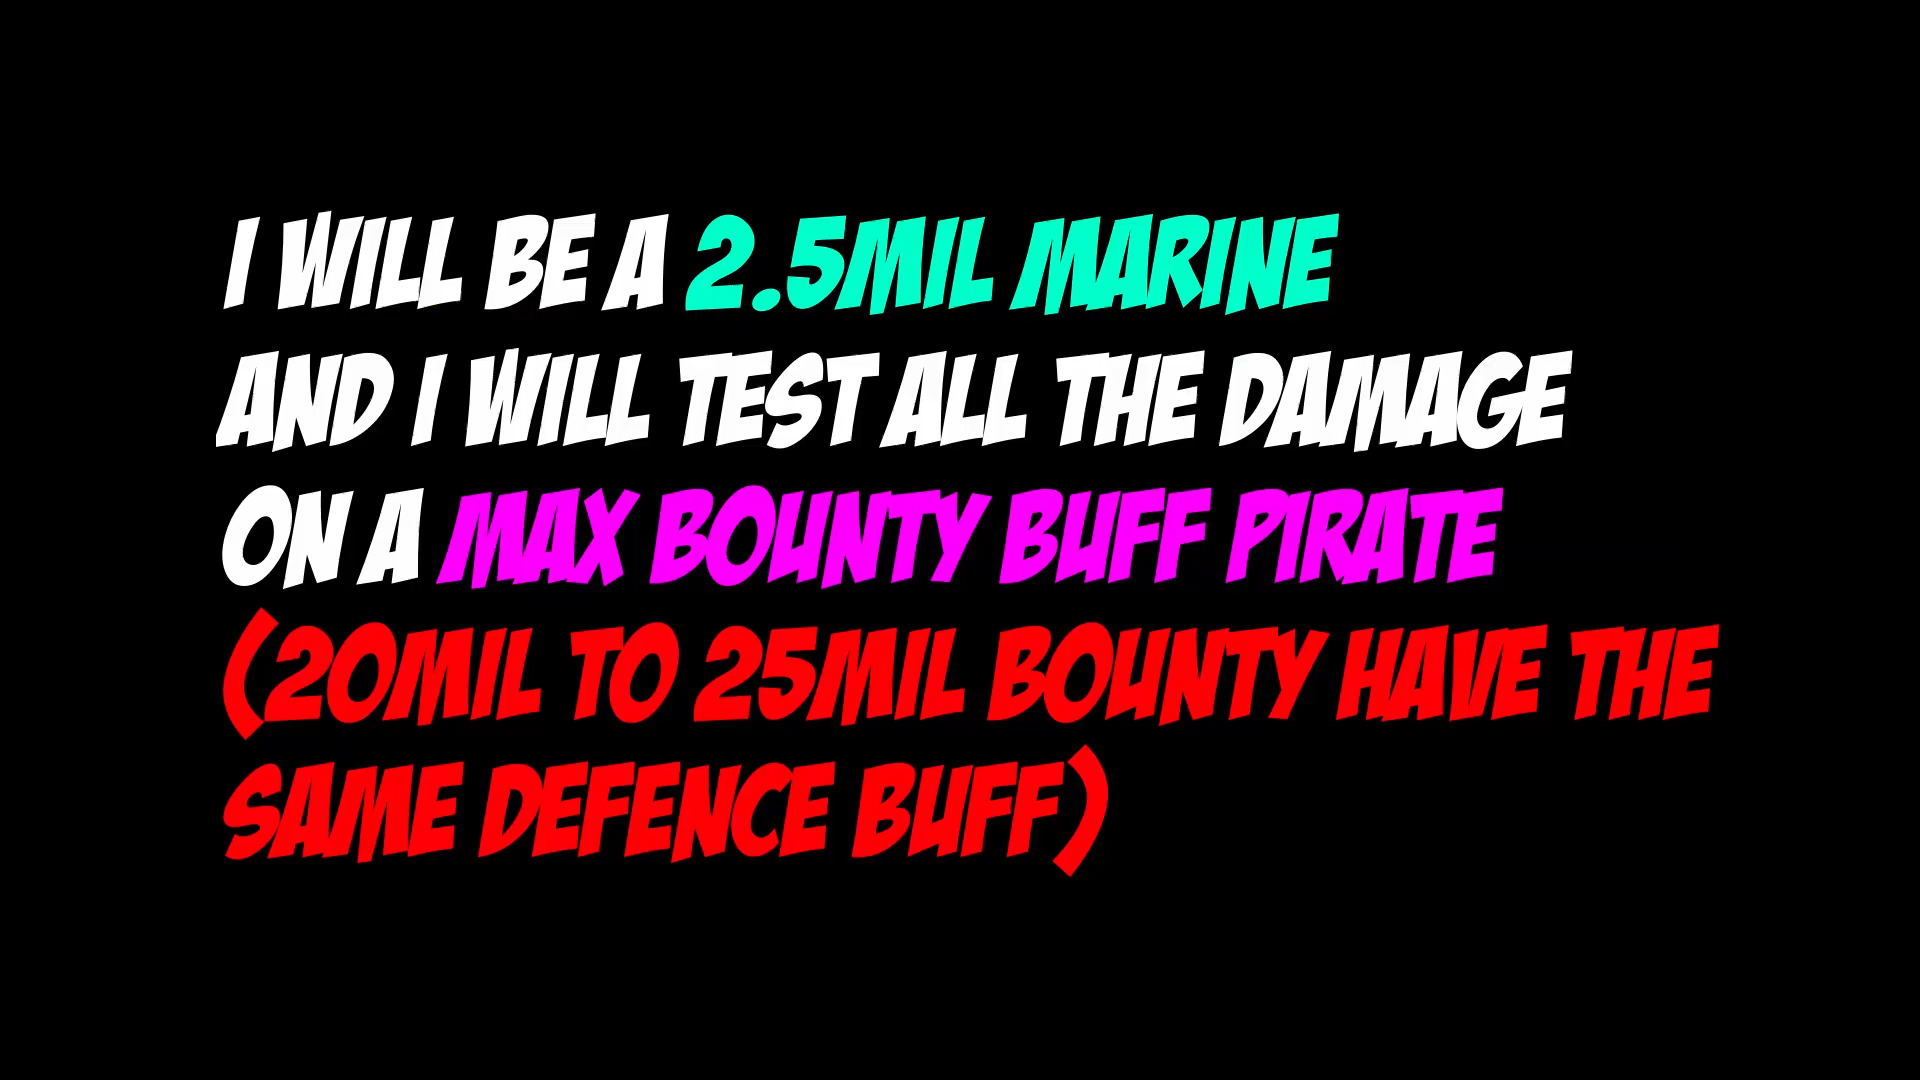 I WILL BE A 2.5MIL MARINE
AND I WILL TEST ALL THE DAMAGE
ON A MAX BOUNTY BUFF PIRATE
(20MIL TO 25MIL BOUNTY HAVE THE
SAME DEFENCE BUFF)